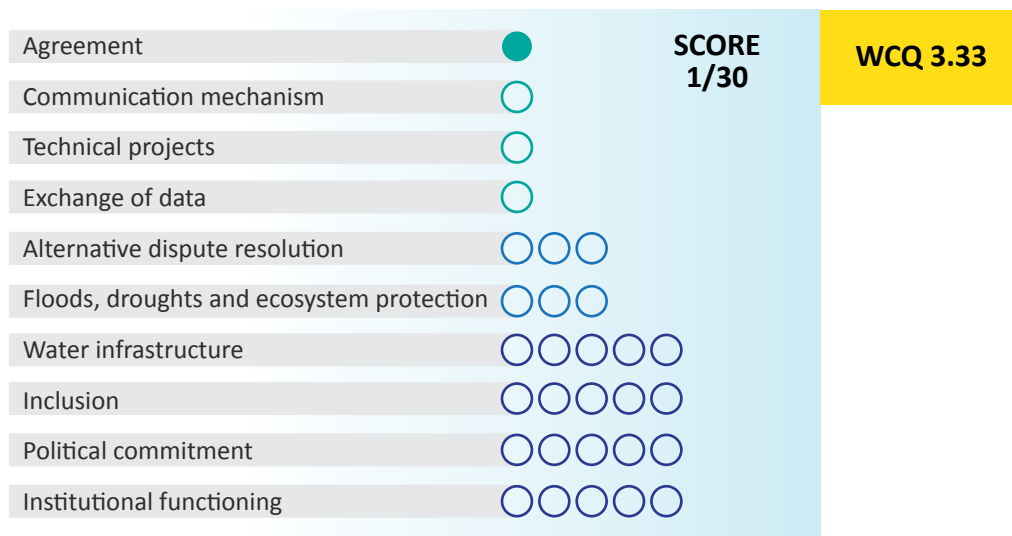 Agreement
SCORE
1/30
WCQ 3.33
Communication mechanism
Technical projects
Exchange of data
Alternative dispute resolution
Floods, droughts and ecosystem protection
Water infrastructure
Inclusion
Political commitment
Institutional functioning